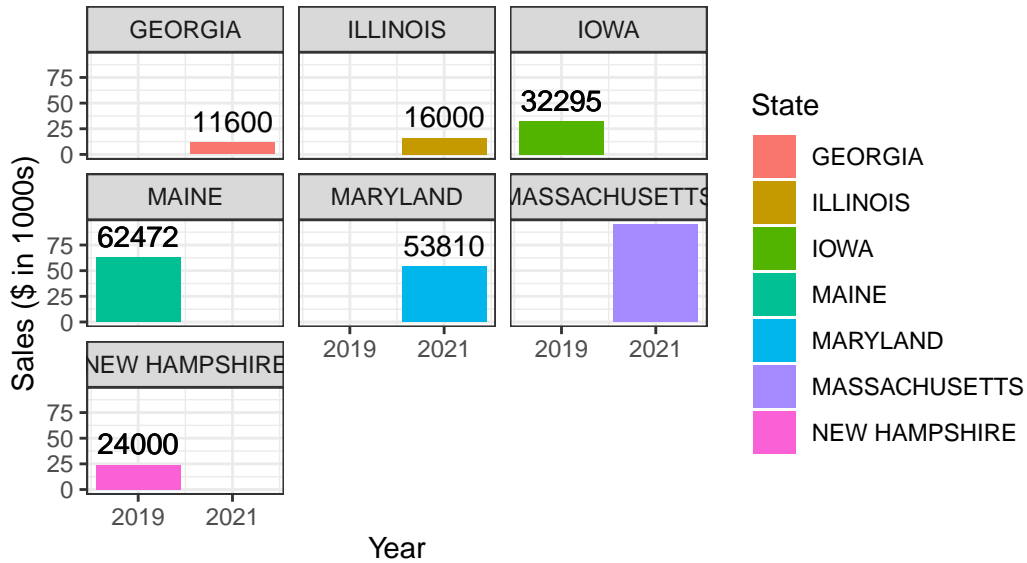 GEORGIA
ILLINOIS
IOWA
75
50
25
0
11600
16000
32295
MAINE
MARYLAND
MASSACHUSETTS
75
50
25
0
62472
53810
2019
2021
2019
2021
NEW HAMPSHIRE
75
50
25
0
24000
2019
2021
Year
Sales ($ in 1000s)
State
GEORGIA
ILLINOIS
IOWA
MAINE
MARYLAND
MASSACHUSETTS
NEW HAMPSHIRE